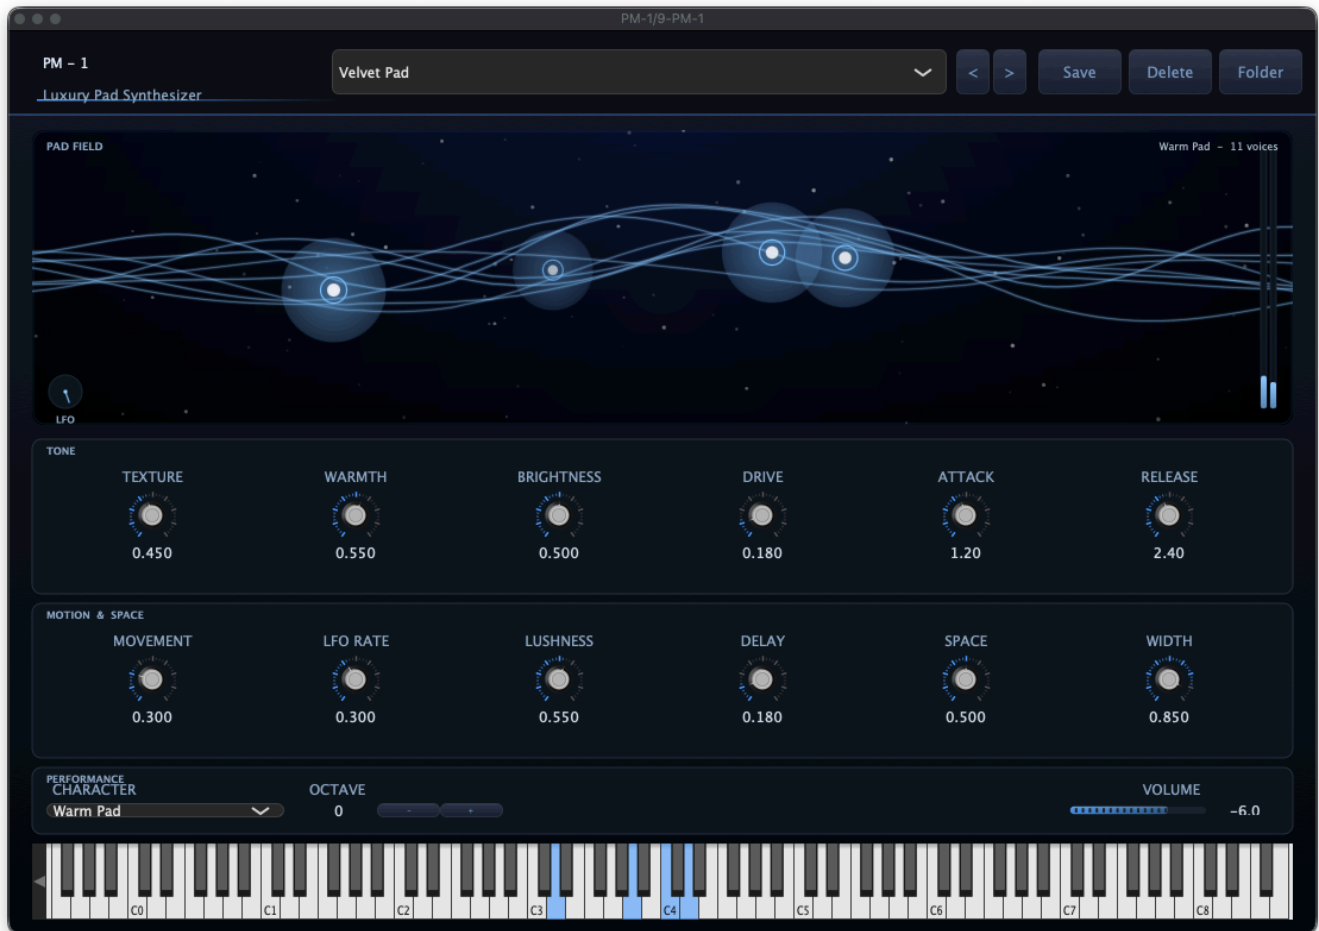 PM-1/9-PM-1
PM - 1
Luxury Pad Synthesizer
Velvet Pad
< > Save Delete Folder
PAD FIELD
Warm Pad - 11 voices
LFO
TONE
TEXTURE WARMTH BRIGHTNESS DRIVE ATTACK RELEASE
0.450 0.550 0.500 0.180 1.20 2.40
MOTION & SPACE
MOVEMENT LFO RATE LUSHNESS DELAY SPACE WIDTH
0.300 0.300 0.550 0.180 0.500 0.850
PERFORMANCE
CHARACTER OCTAVE VOLUME
Warm Pad 0 - + -6.0
C0 C1 C2 C3 C4 C5 C6 C7 C8